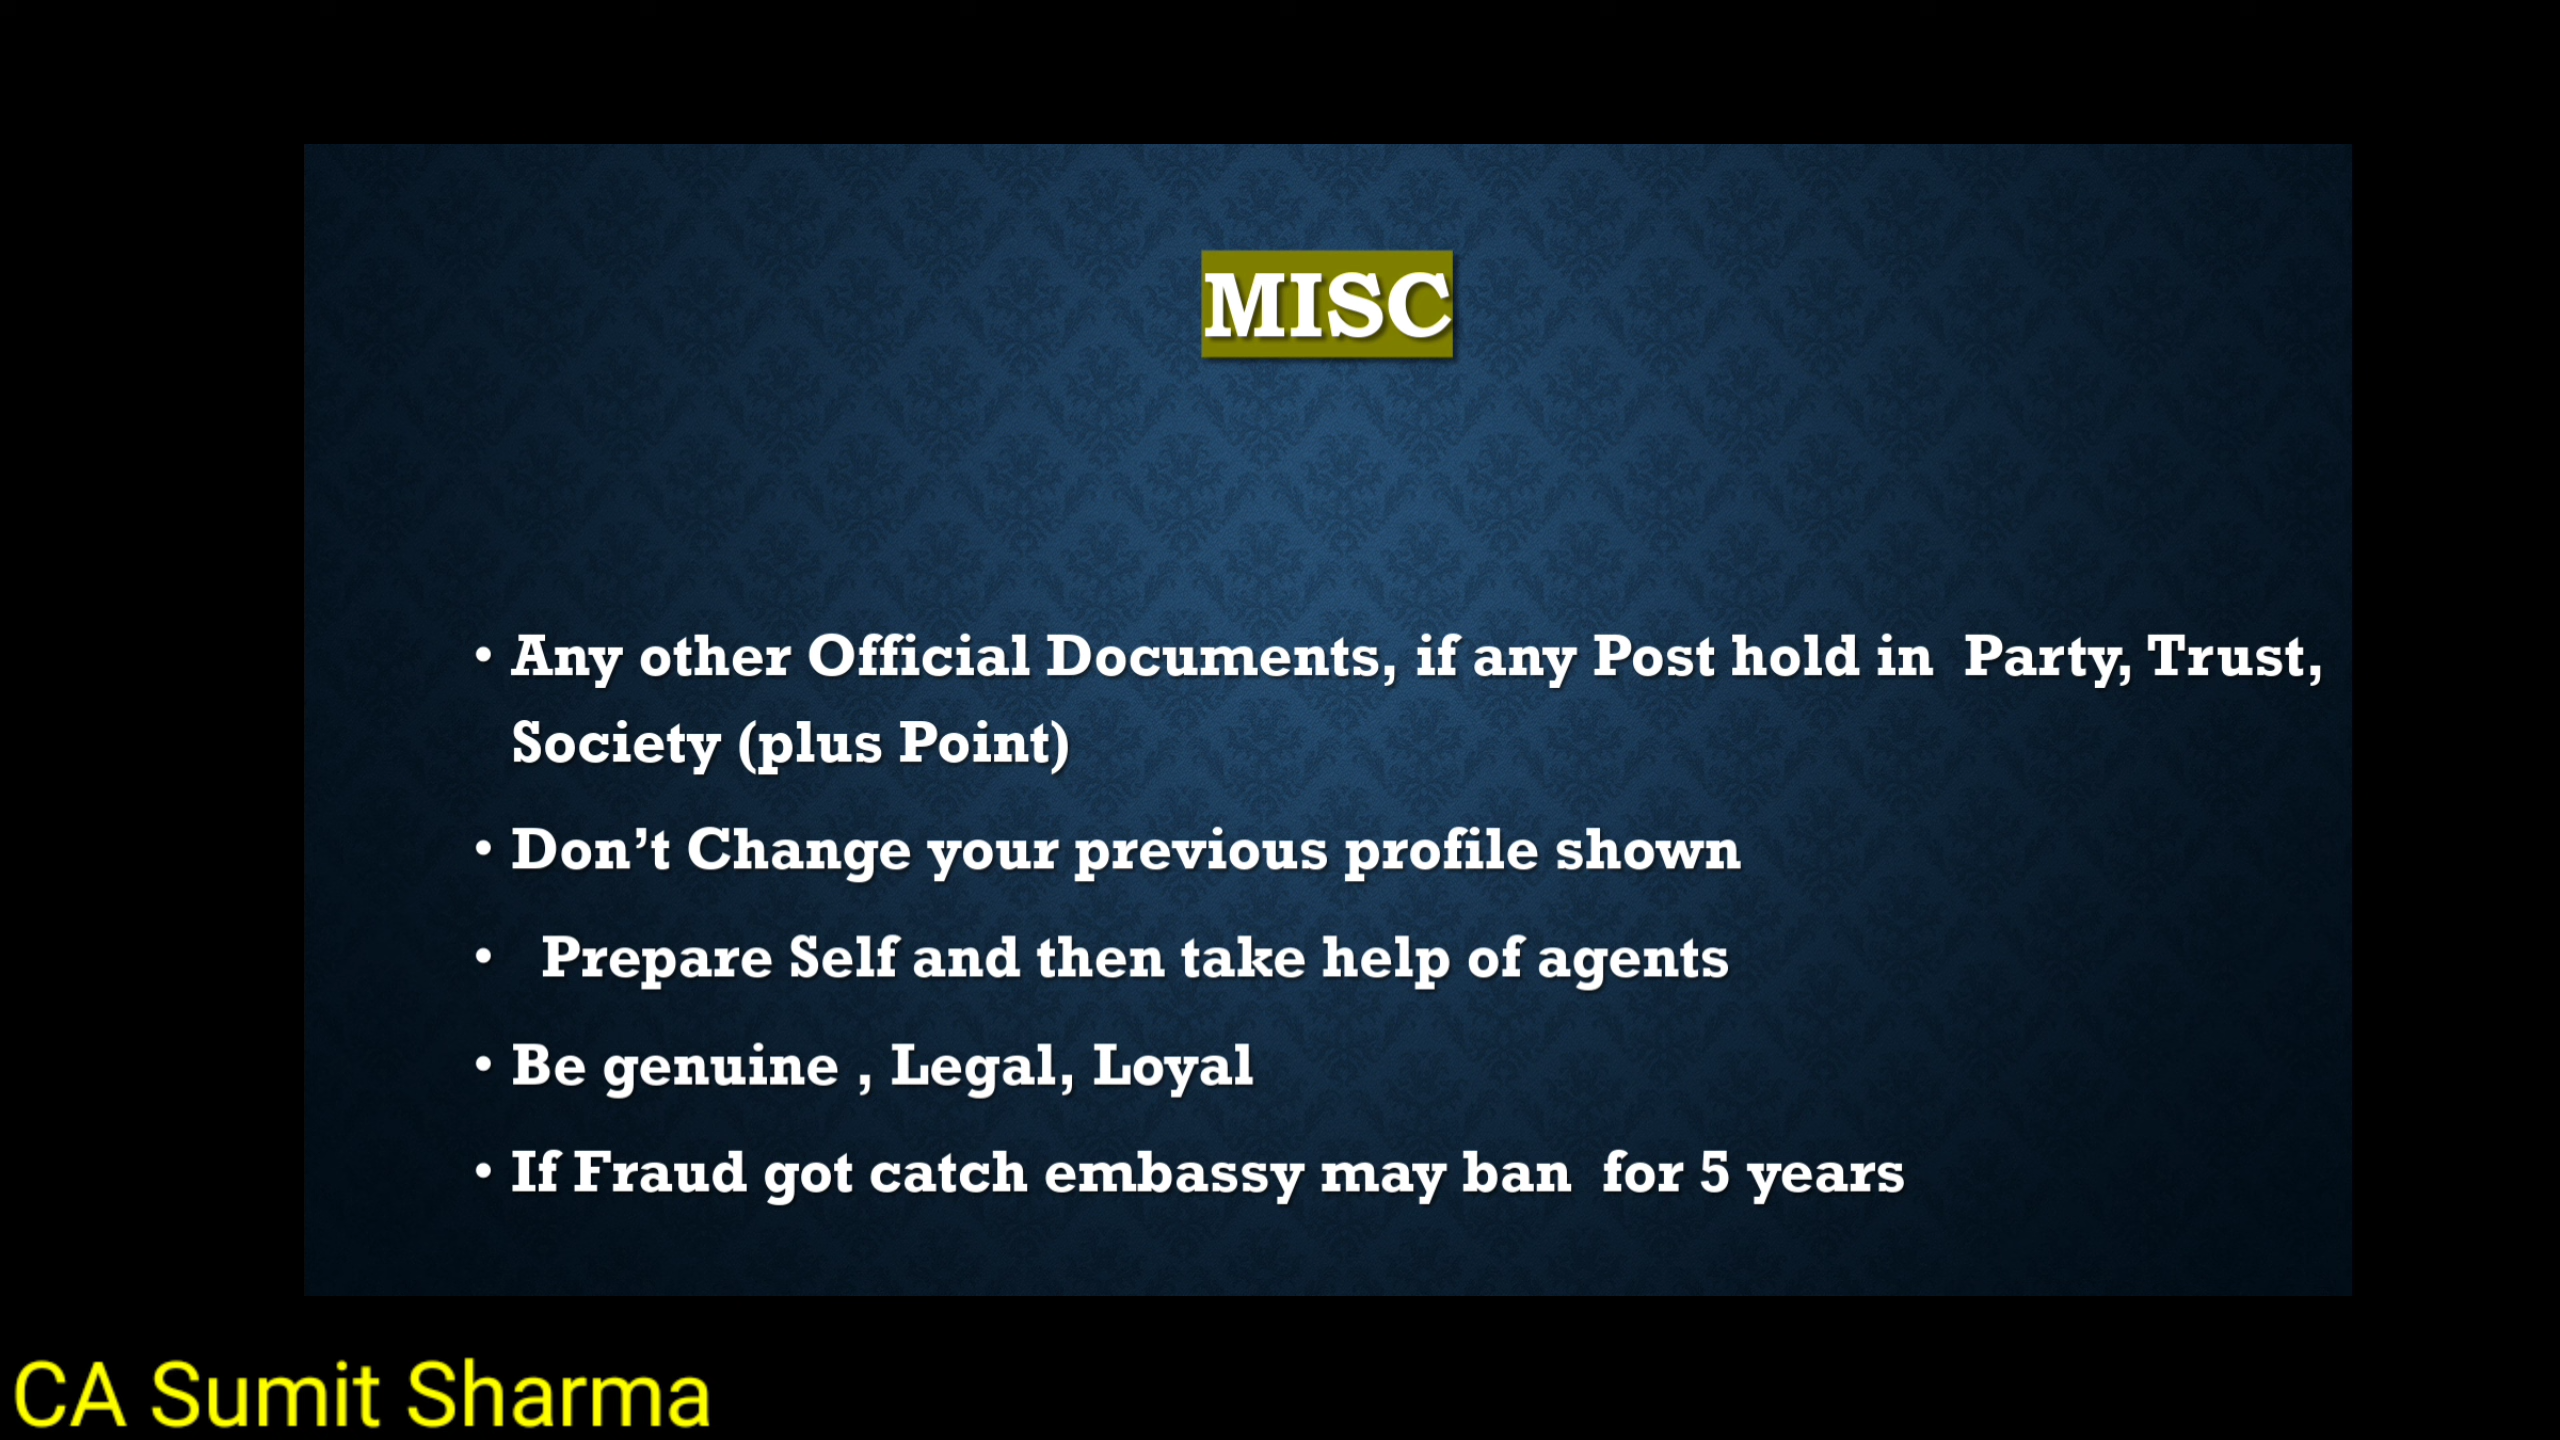 MISC
• Any other Official Documents, if any Post hold in Party, Trust,
Society (plus Point)
• Don’t Change your previous profile shown
• Prepare Self and then take help of agents
• Be genuine , Legal, Loyal
• If Fraud got catch embassy may ban for 5 years
CA Sumit Sharma